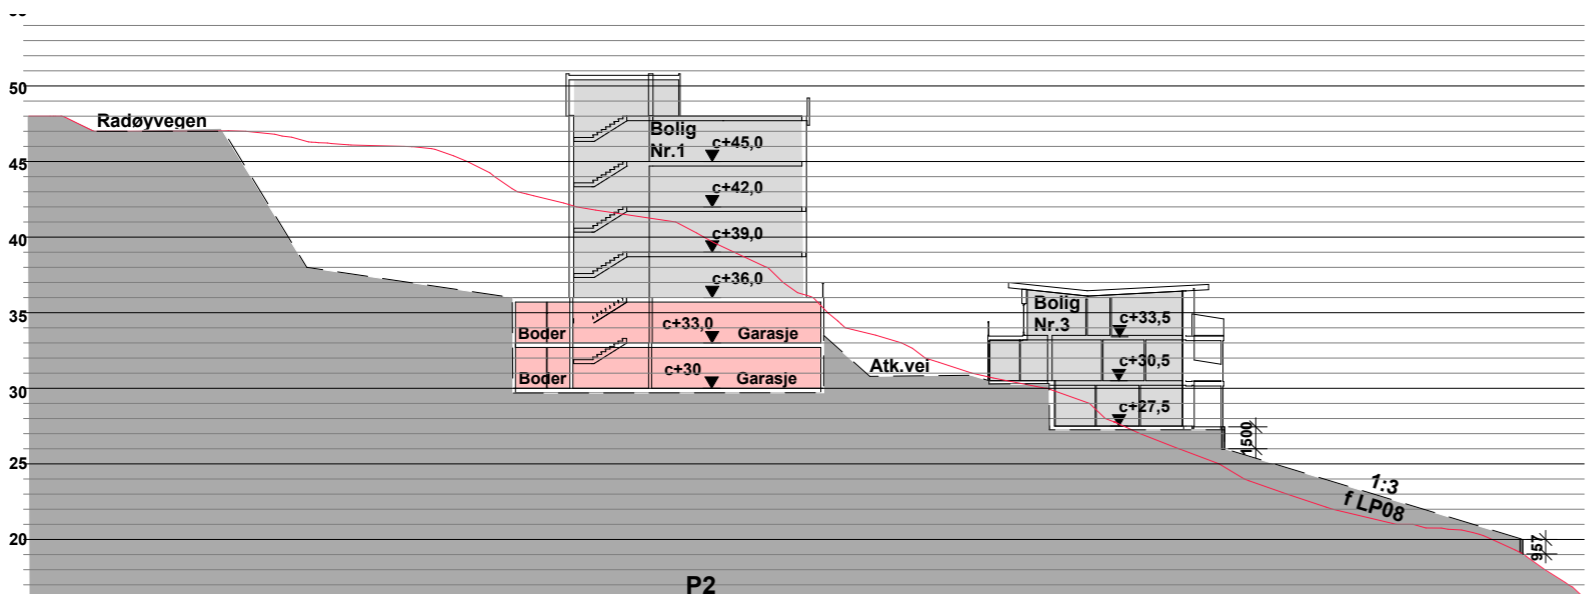 50
Radøyvegen
Bolig
Nr.1
c+45,0
45
c+42,0
40
c+39,0
c+36,0
35
Boder
c+33,0
Garasje
Bolig
Nr.3
c+33,5
Boder
c+30
Garasje
Atk.vei
c+30,5
30
c+27,5
1500
25
1:3
f LP08
20
957
P2